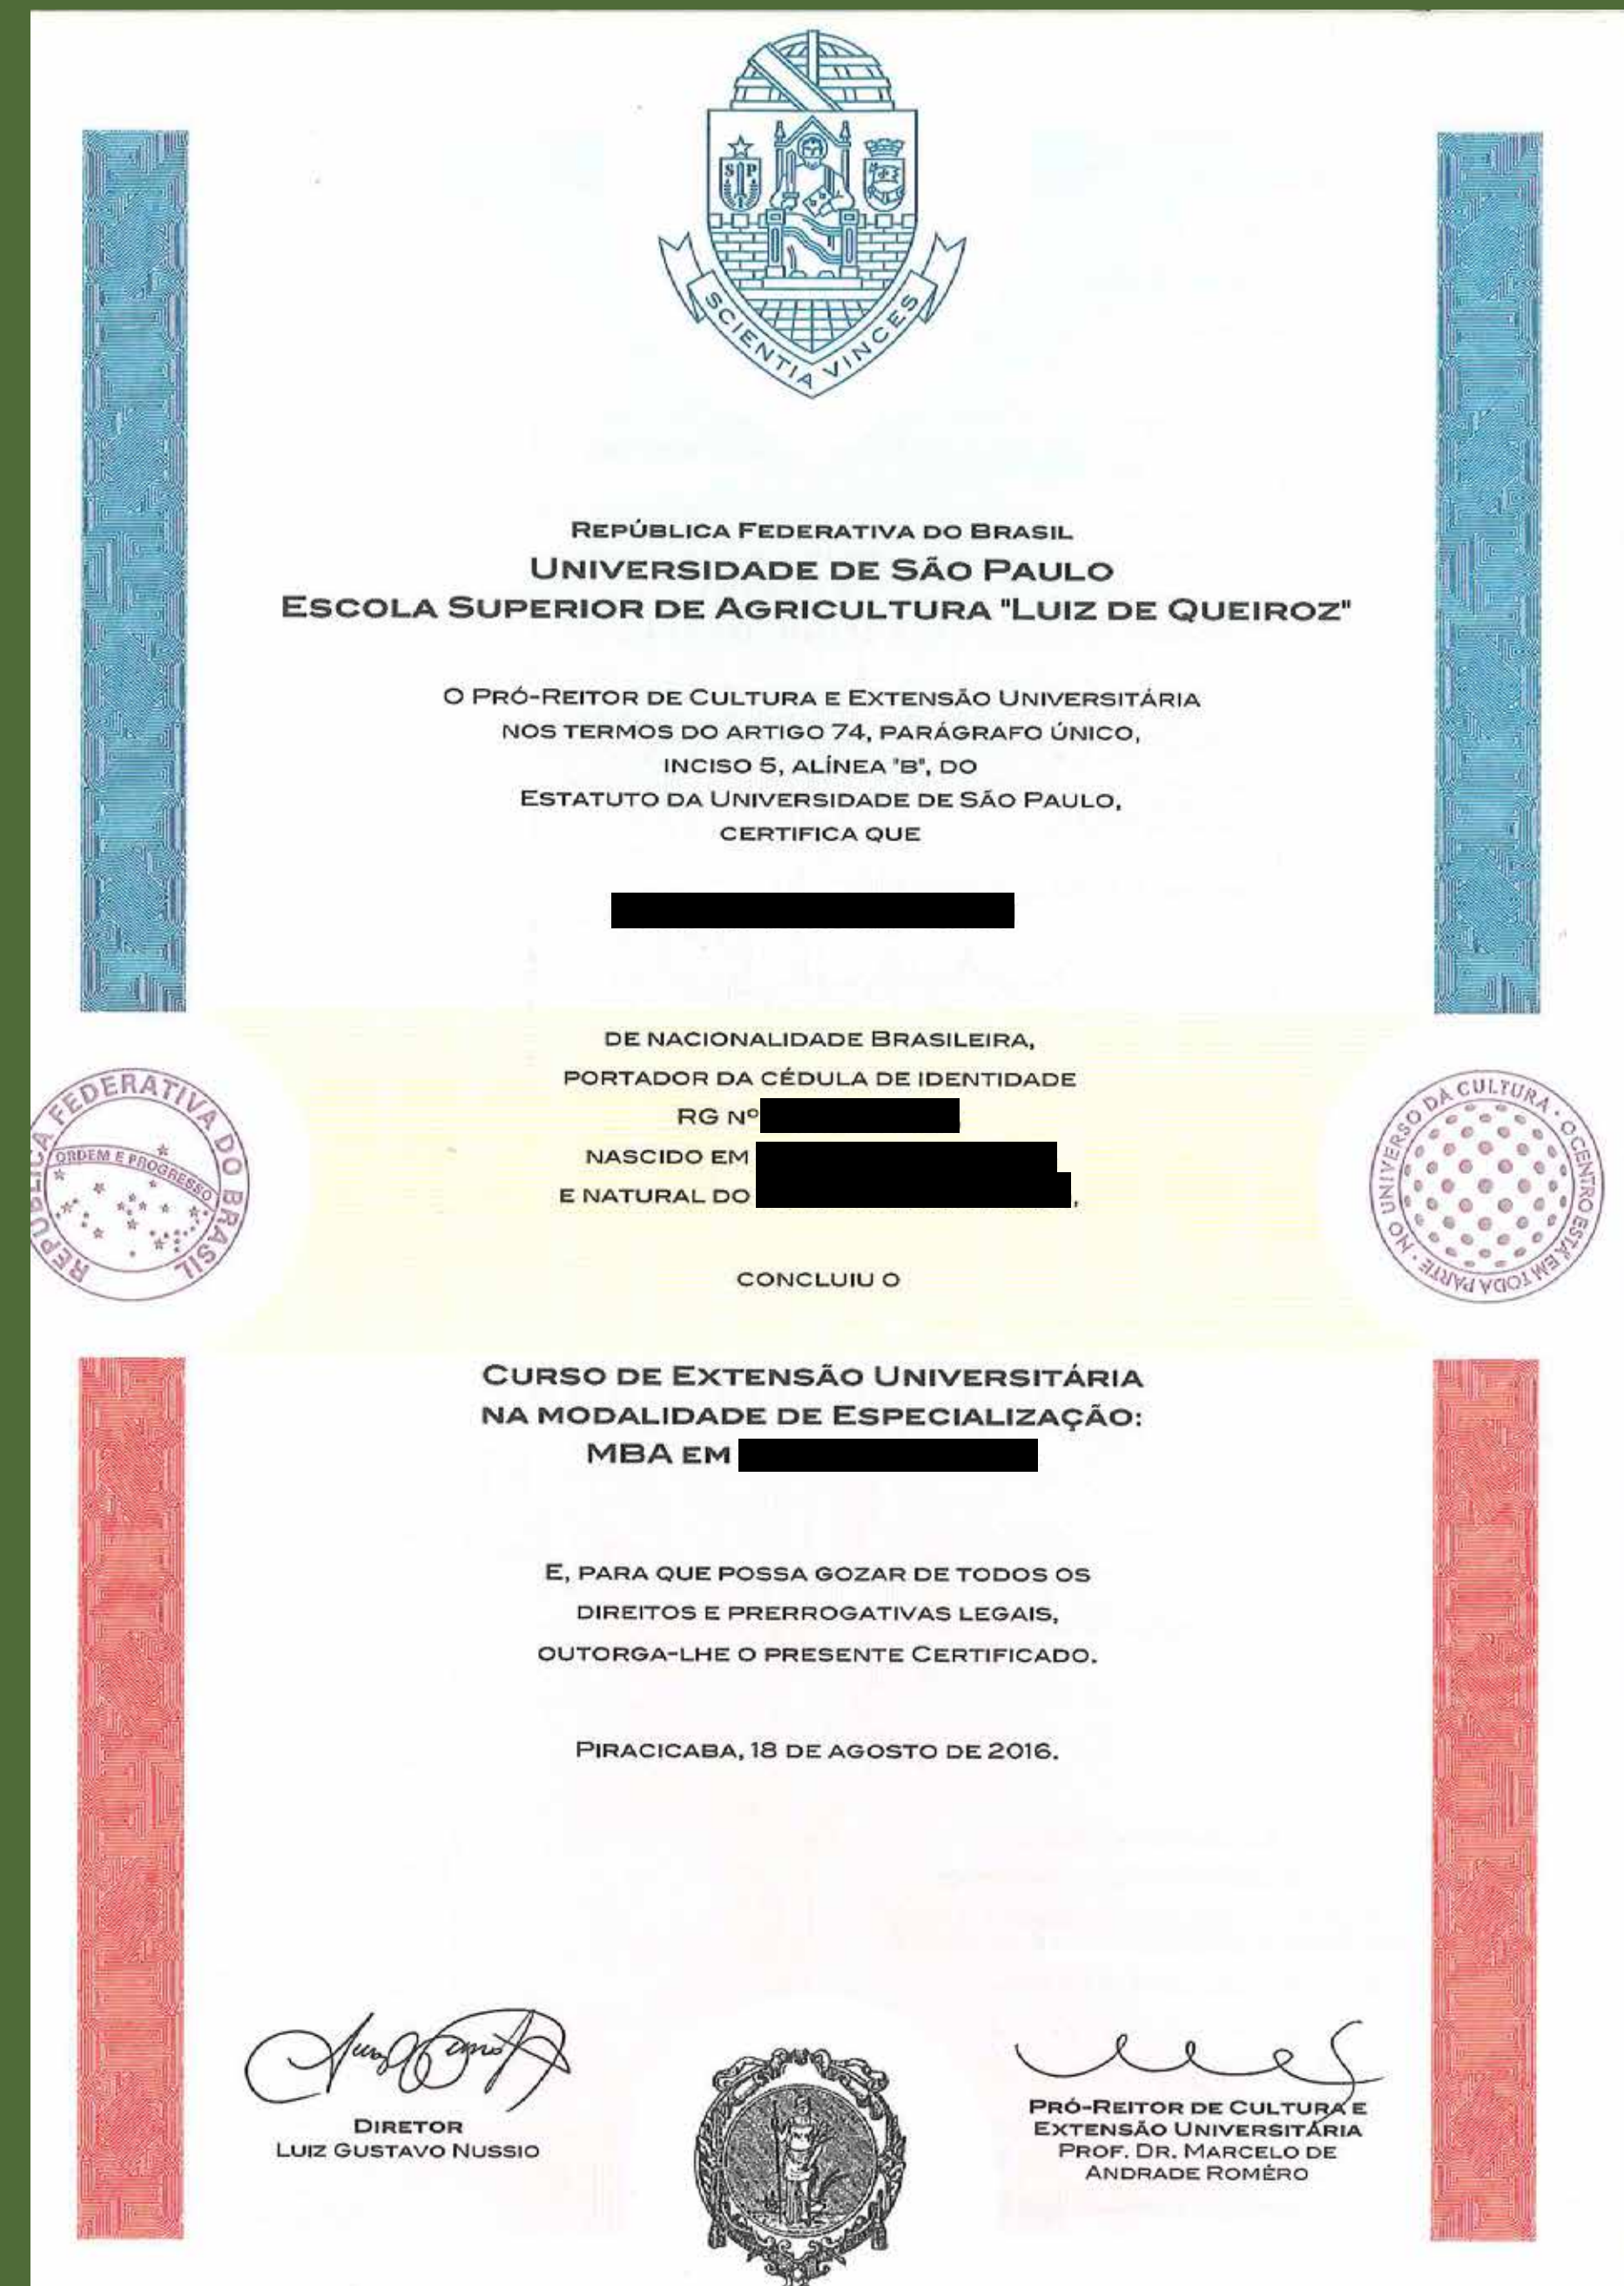 SP
SCIENTIA VINCES
REPÚBLICA FEDERATIVA DO BRASIL
UNIVERSIDADE DE SÃO PAULO
ESCOLA SUPERIOR DE AGRICULTURA "LUIZ DE QUEIROZ"
O PRÓ-REITOR DE CULTURA E EXTENSÃO UNIVERSITÁRIA
NOS TERMOS DO ARTIGO 74, PARÁGRAFO ÚNICO,
INCISO 5, ALÍNEA "B", DO
ESTATUTO DA UNIVERSIDADE DE SÃO PAULO,
CERTIFICA QUE
DE NACIONALIDADE BRASILEIRA,
PORTADOR DA CÉDULA DE IDENTIDADE
RG Nº
NASCIDO EM
E NATURAL DO ,
CONCLUIU O
REPÚBLICA FEDERATIVA DO BRASIL
ORDEM E PROGRESSO
NO UNIVERSO DA CULTURA · O CENTRO ESTÁ EM TODA PARTE ·
CURSO DE EXTENSÃO UNIVERSITÁRIA
NA MODALIDADE DE ESPECIALIZAÇÃO:
MBA EM
E, PARA QUE POSSA GOZAR DE TODOS OS
DIREITOS E PRERROGATIVAS LEGAIS,
OUTORGA-LHE O PRESENTE CERTIFICADO.
PIRACICABA, 18 DE AGOSTO DE 2016.
DIRETOR
LUIZ GUSTAVO NUSSIO
PRÓ-REITOR DE CULTURA E
EXTENSÃO UNIVERSITÁRIA
PROF. DR. MARCELO DE
ANDRADE ROMÉRO